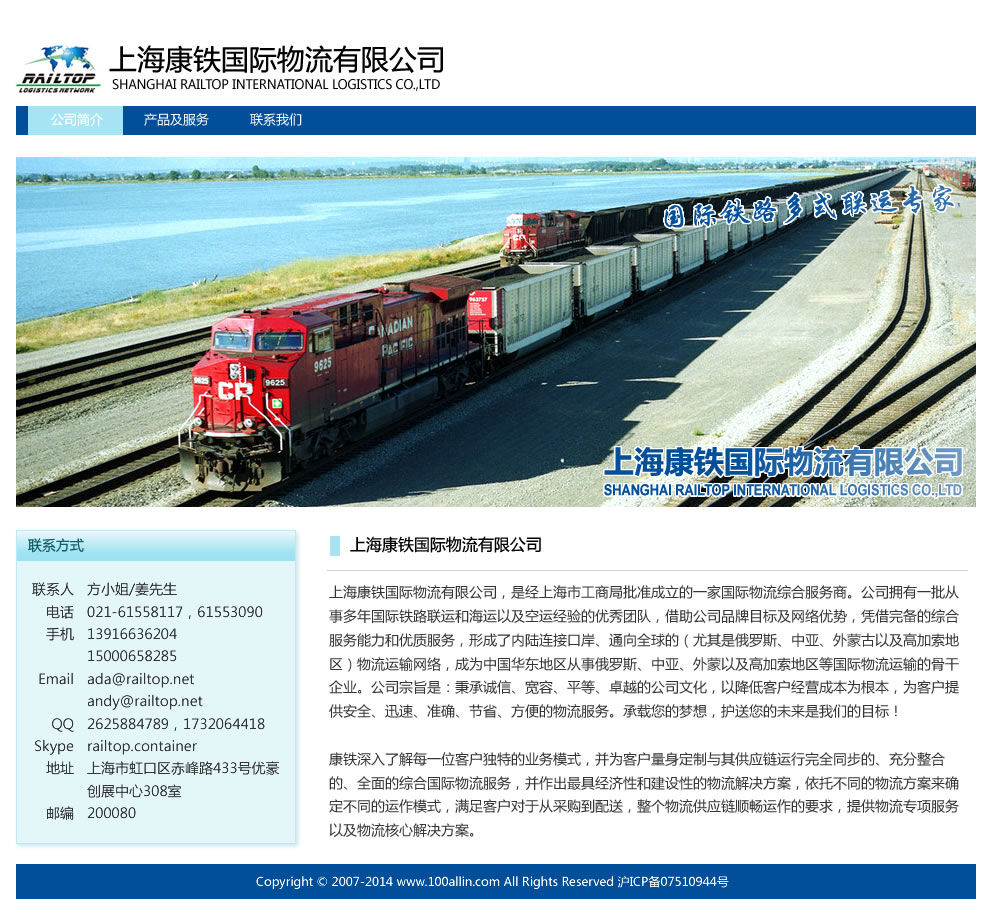 上海康铁国际物流有限公司
RAILTOP
LOGISTICS NETWORK
SHANGHAI RAILTOP INTERNATIONAL LOGISTICS CO.,LTD
公司简介 产品及服务 联系我们
国际铁路多式联运专家
963737
CANADIAN
PACIFIC
9625
9625 9625
CP
上海康铁国际物流有限公司
SHANGHAI RAILTOP INTERNATIONAL LOGISTICS CO.,LTD
联系方式
联系人 方小姐/姜先生
电话 021-61558117，61553090
手机 13916636204
15000658285
Email ada@railtop.net
andy@railtop.net
QQ 2625884789，1732064418
Skype railtop.container
地址 上海市虹口区赤峰路433号优豪
创展中心308室
邮编 200080
上海康铁国际物流有限公司
上海康铁国际物流有限公司，是经上海市工商局批准成立的一家国际物流综合服务商。公司拥有一批从
事多年国际铁路联运和海运以及空运经验的优秀团队，借助公司品牌目标及网络优势，凭借完备的综合
服务能力和优质服务，形成了内陆连接口岸、通向全球的（尤其是俄罗斯、中亚、外蒙古以及高加索地
区）物流运输网络，成为中国华东地区从事俄罗斯、中亚、外蒙以及高加索地区等国际物流运输的骨干
企业。公司宗旨是：秉承诚信、宽容、平等、卓越的公司文化，以降低客户经营成本为根本，为客户提
供安全、迅速、准确、节省、方便的物流服务。承载您的梦想，护送您的未来是我们的目标！
康铁深入了解每一位客户独特的业务模式，并为客户量身定制与其供应链运行完全同步的、充分整合
的、全面的综合国际物流服务，并作出最具经济性和建设性的物流解决方案，依托不同的物流方案来确
定不同的运作模式，满足客户对于从采购到配送，整个物流供应链顺畅运作的要求，提供物流专项服务
以及物流核心解决方案。
Copyright © 2007-2014 www.100allin.com All Rights Reserved 沪ICP备07510944号